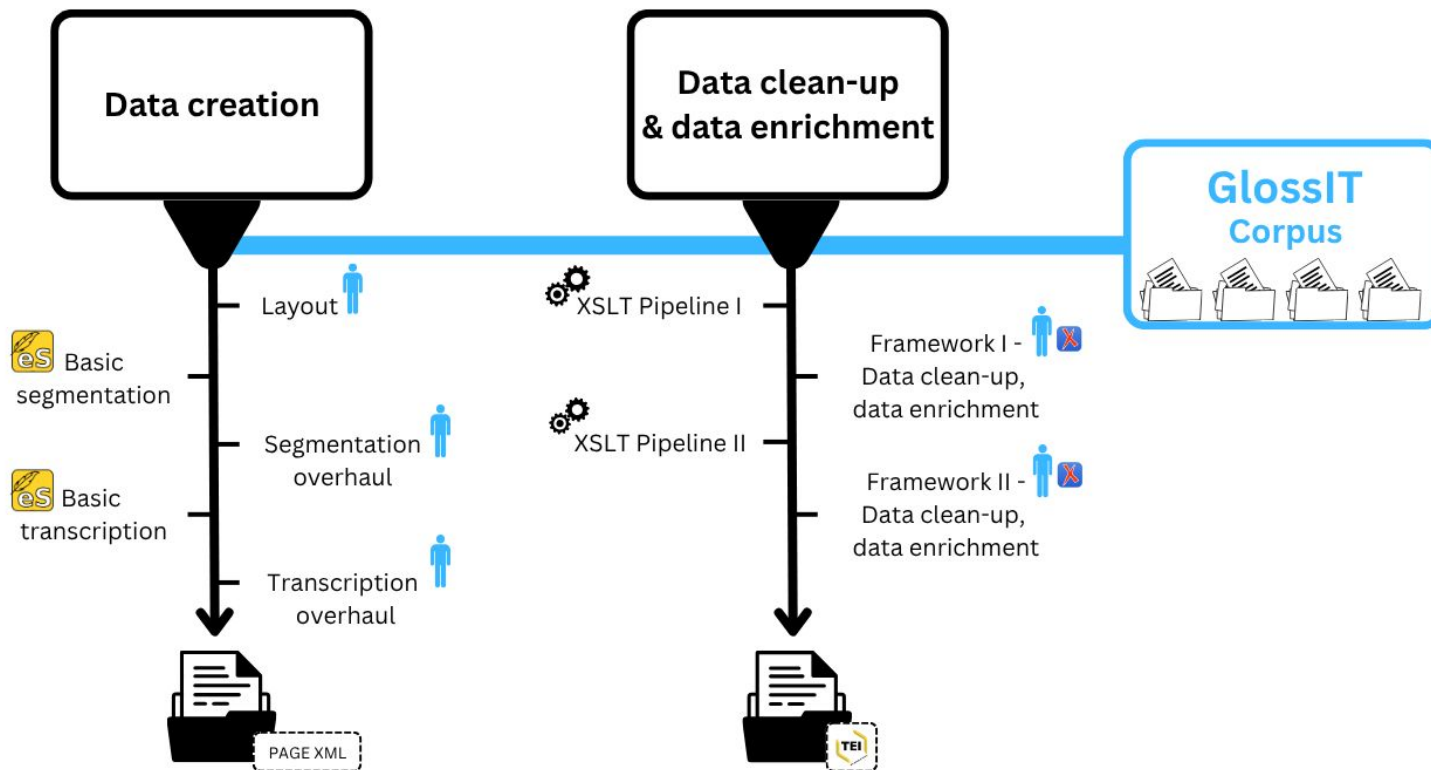 Data creation
Data clean-up
& data enrichment
GlossIT
Corpus
Layout
eS Basic
segmentation
Segmentation
overhaul
eS Basic
transcription
Transcription
overhaul
PAGE XML
XSLT Pipeline I
Framework I -
Data clean-up,
data enrichment
XSLT Pipeline II
Framework II -
Data clean-up,
data enrichment
TEI